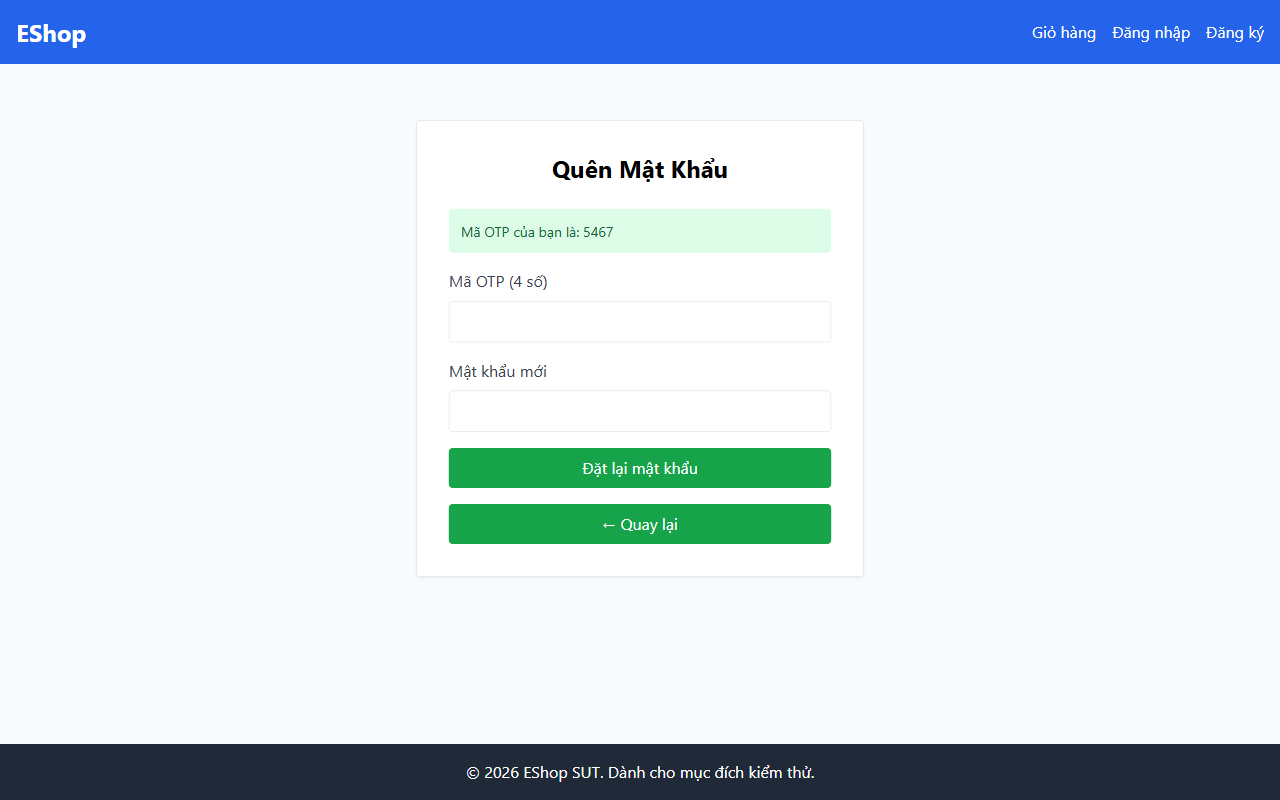 EShop
Giỏ hàng Đăng nhập Đăng ký
Quên Mật Khẩu
Mã OTP của bạn là: 5467
Mã OTP (4 số)
Mật khẩu mới
Đặt lại mật khẩu
← Quay lại
© 2026 EShop SUT. Dành cho mục đích kiểm thử.